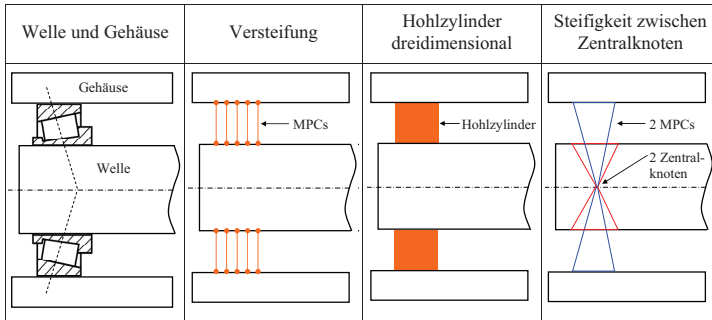 Welle und Gehäuse
Versteifung
Hohlzylinder
dreidimensional
Steifigkeit zwischen
Zentralknoten
Gehäuse
Welle
MPCs
Hohlzylinder
2 MPCs
2 Zentral-
knoten